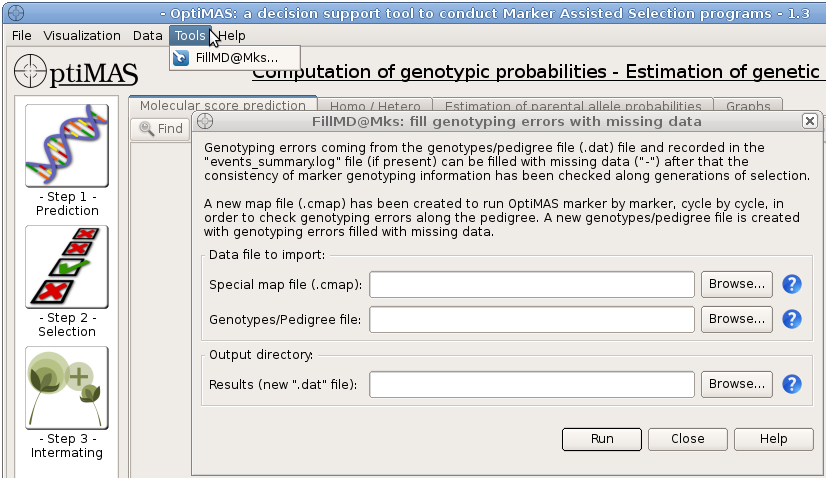 - OptiMAS: a decision support tool to conduct Marker Assisted Selection programs - 1.3
File Visualization Data Tools Help
FillMD@Mks...
OptiMAS
Computation of genotypic probabilities - Estimation of genetic
Molecular score prediction Homo / Hetero Estimation of parental allele probabilities Graphs
Find
- Step 1 -
Prediction
- Step 2 -
Selection
- Step 3 -
Intermating
FillMD@Mks: fill genotyping errors with missing data
Genotyping errors coming from the genotypes/pedigree file (.dat) file and recorded in the
"events_summary.log" file (if present) can be filled with missing data ("-") after that the
consistency of marker genotyping information has been checked along generations of selection.
A new map file (.cmap) has been created to run OptiMAS marker by marker, cycle by cycle, in
order to check genotyping errors along the pedigree. A new genotypes/pedigree file is created
with genotyping errors filled with missing data.
Data file to import:
Special map file (.cmap): Browse... ?
Genotypes/Pedigree file: Browse... ?
Output directory:
Results (new ".dat" file): Browse... ?
Run Close Help